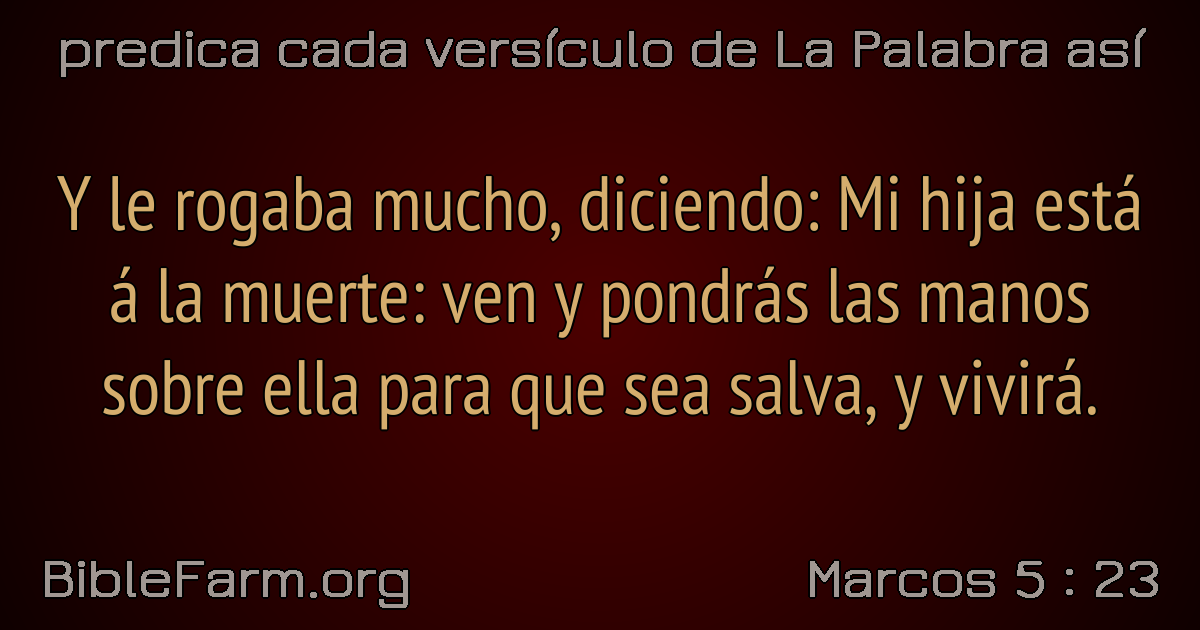 predica cada versículo de La Palabra así
Y le rogaba mucho, diciendo: Mi hija está
á la muerte: ven y pondrás las manos
sobre ella para que sea salva, y vivirá.
BibleFarm.org
Marcos 5 : 23